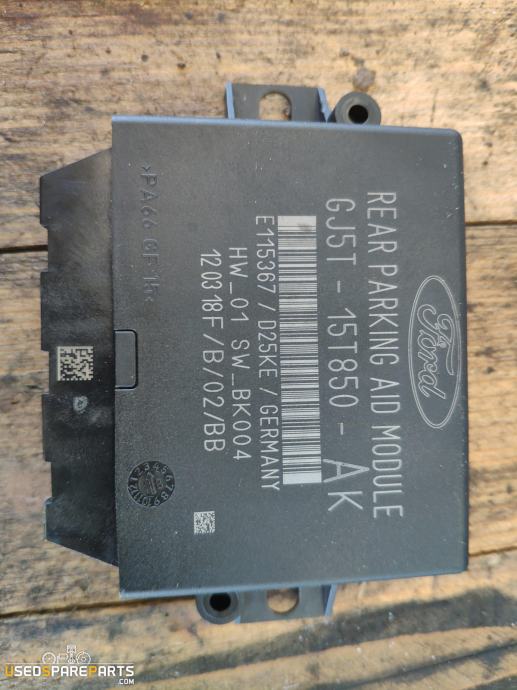 Ford
REAR PARKING AID MODULE
GJ5T - 15T850 - AK
E115367 / D25KE / GERMANY
HW_01 SW_BK004
120318F/B/02/BB
>PA66 GF15<
USEDSPAREPARTS
.COM